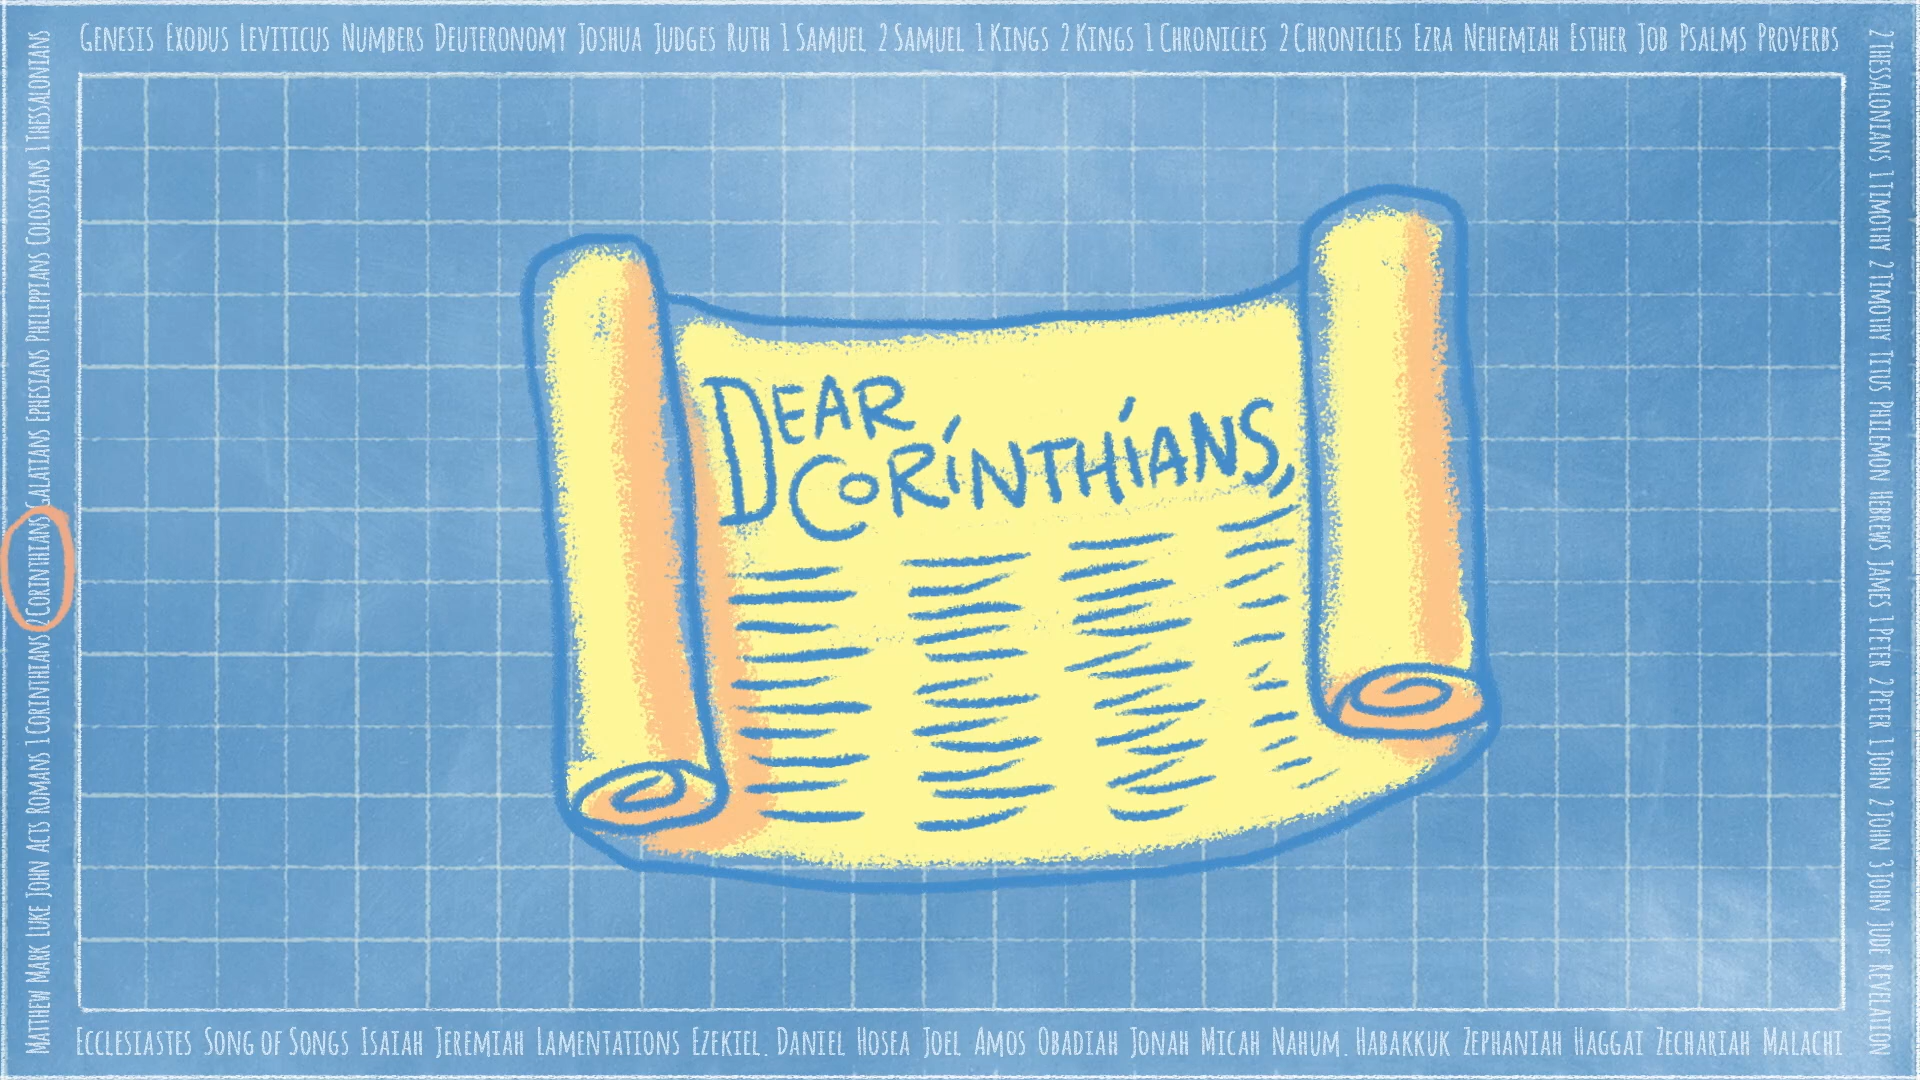 Genesis Exodus Leviticus Numbers Deuteronomy Joshua Judges Ruth 1 Samuel 2 Samuel 1 Kings 2 Kings 1 Chronicles 2 Chronicles Ezra Nehemiah Esther Job Psalms Proverbs
Matthew Mark Luke John Acts Romans 1 Corinthians 2 Corinthians Galatians Ephesians Philippians Colossians 1 Thessalonians
DEAR
CORINTHIANS,
2 Thessalonians 1 Timothy 2 Timothy Titus Philemon Hebrews James 1 Peter 2 Peter 1 John 2 John 3 John Jude Revelation
Ecclesiastes Song of Songs Isaiah Jeremiah Lamentations Ezekiel. Daniel Hosea Joel Amos Obadiah Jonah Micah Nahum. Habakkuk Zephaniah Haggai Zechariah Malachi